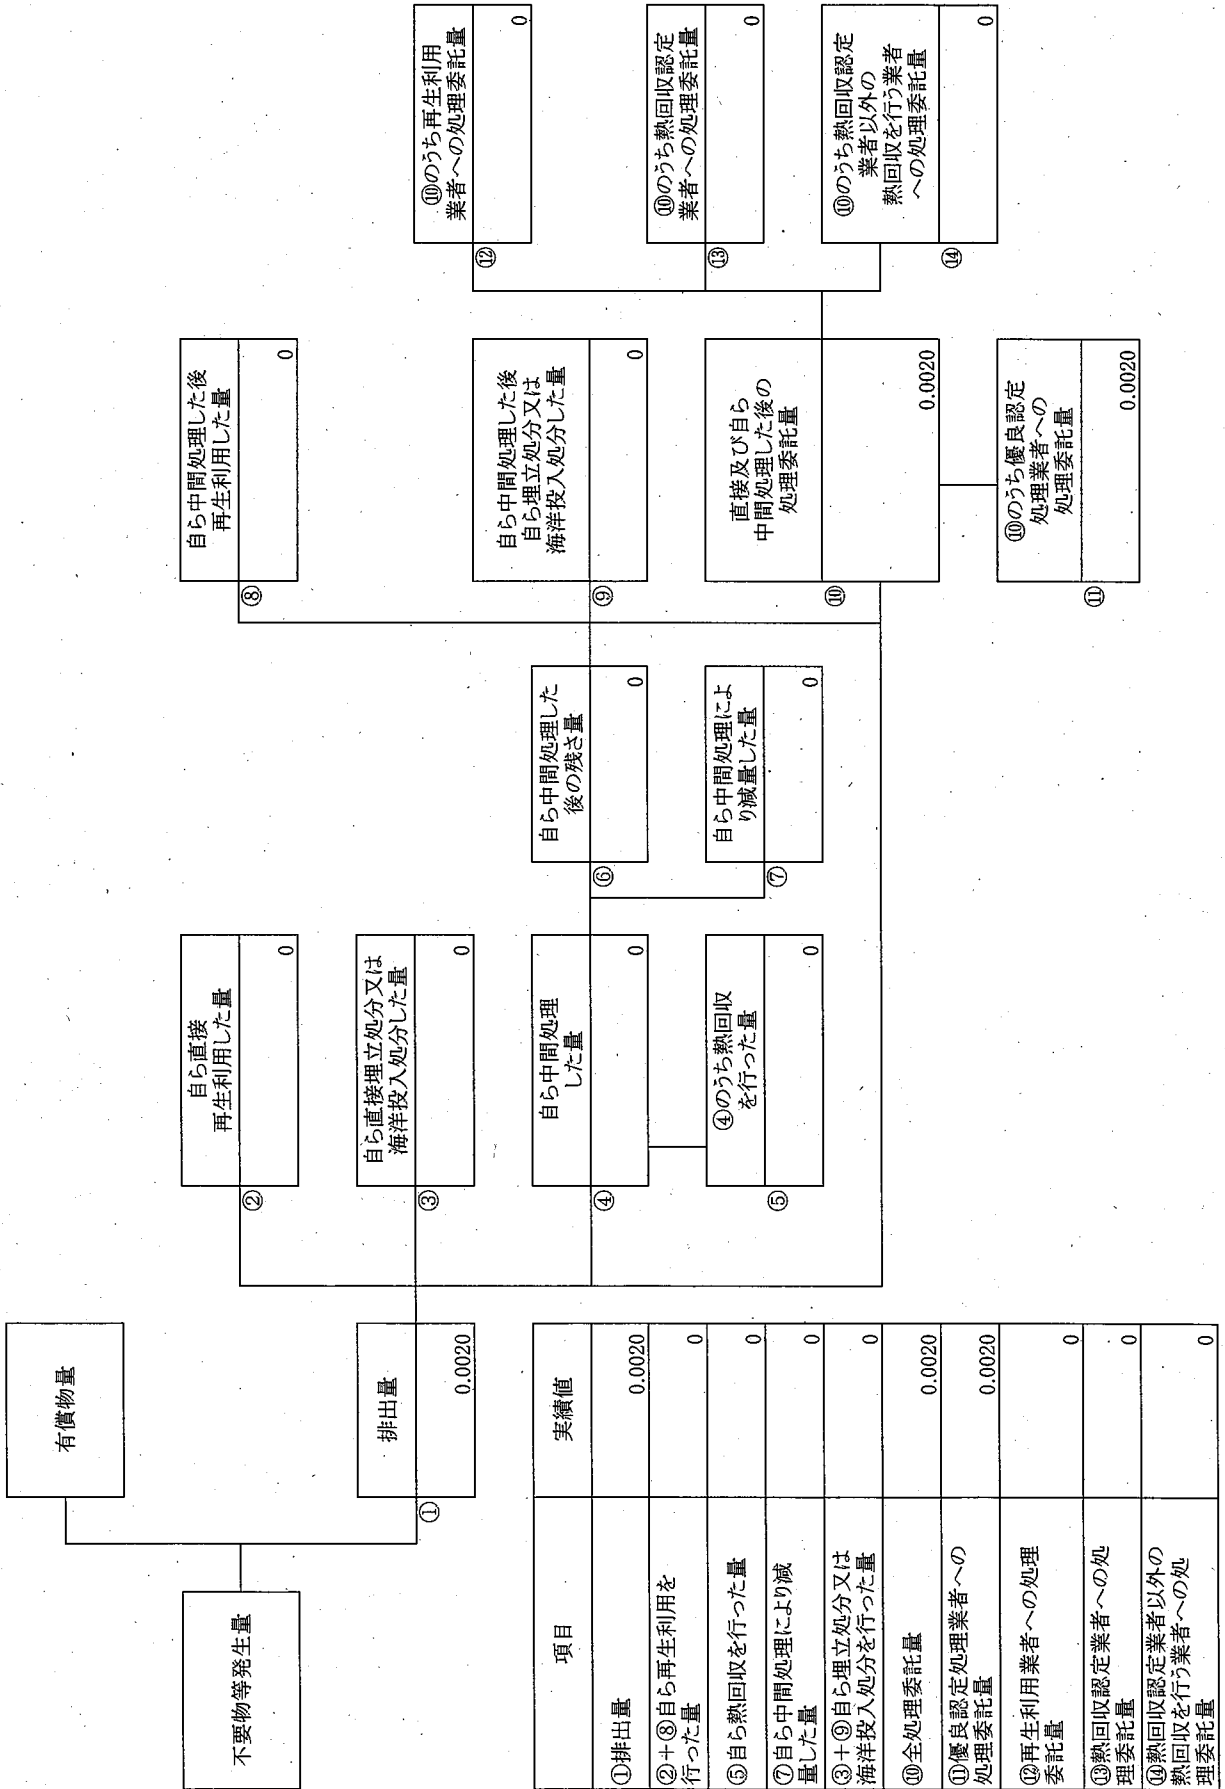 不要物等発生量
有償物量
排出量
①
0.0020
自ら直接
再生利用した量
②
0
自ら直接埋立処分又は
海洋投入処分した量
③
0
自ら中間処理
した量
④
0
④のうち熱回収
を行った量
⑤
0
自ら中間処理した
後の残さ量
⑥
0
自ら中間処理によ
り減量した量
⑦
0
自ら中間処理した後
再生利用した量
⑧
0
自ら中間処理した後
自ら埋立処分又は
海洋投入処分した量
⑨
0
直接及び自ら
中間処理した後の
処理委託量
⑩
0.0020
⑩のうち優良認定
処理業者への
処理委託量
⑪
0.0020
⑩のうち再生利用
業者への処理委託量
⑫
0
⑩のうち熱回収認定
業者への処理委託量
⑬
0
⑩のうち熱回収認定
業者以外の
熱回収を行う業者
への処理委託量
⑭
0
項目 実績値
①排出量 0.0020
②+⑧自ら再生利用を
行った量 0
⑤自ら熱回収を行った量 0
⑦自ら中間処理により減
量した量 0
③+⑨自ら埋立処分又は
海洋投入処分を行った量 0
⑩全処理委託量 0.0020
⑪優良認定処理業者への
処理委託量 0.0020
⑫再生利用業者への処理
委託量 0
⑬熱回収認定業者への処
理委託量 0
⑭熱回収認定業者以外の
熱回収を行う業者への処
理委託量 0